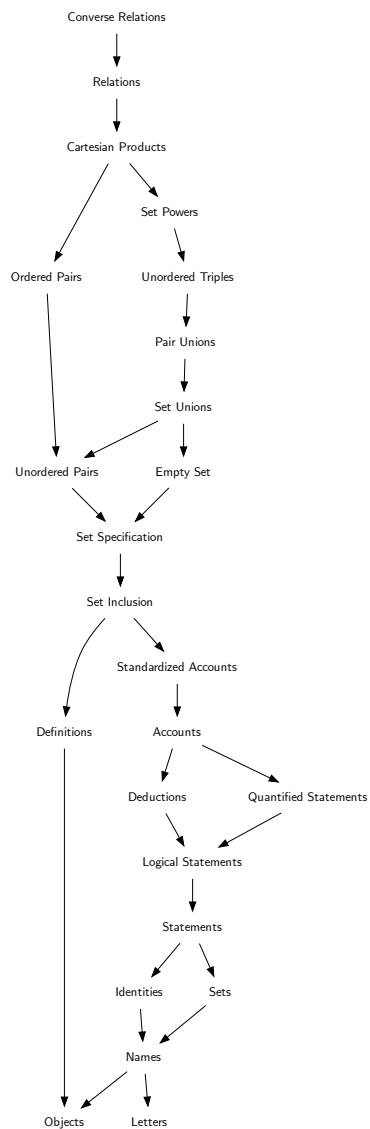 Converse Relations
Relations
Cartesian Products
Set Powers
Ordered Pairs
Unordered Triples
Pair Unions
Set Unions
Unordered Pairs
Empty Set
Set Specification
Set Inclusion
Standardized Accounts
Definitions
Accounts
Deductions
Quantified Statements
Logical Statements
Statements
Identities
Sets
Names
Objects
Letters